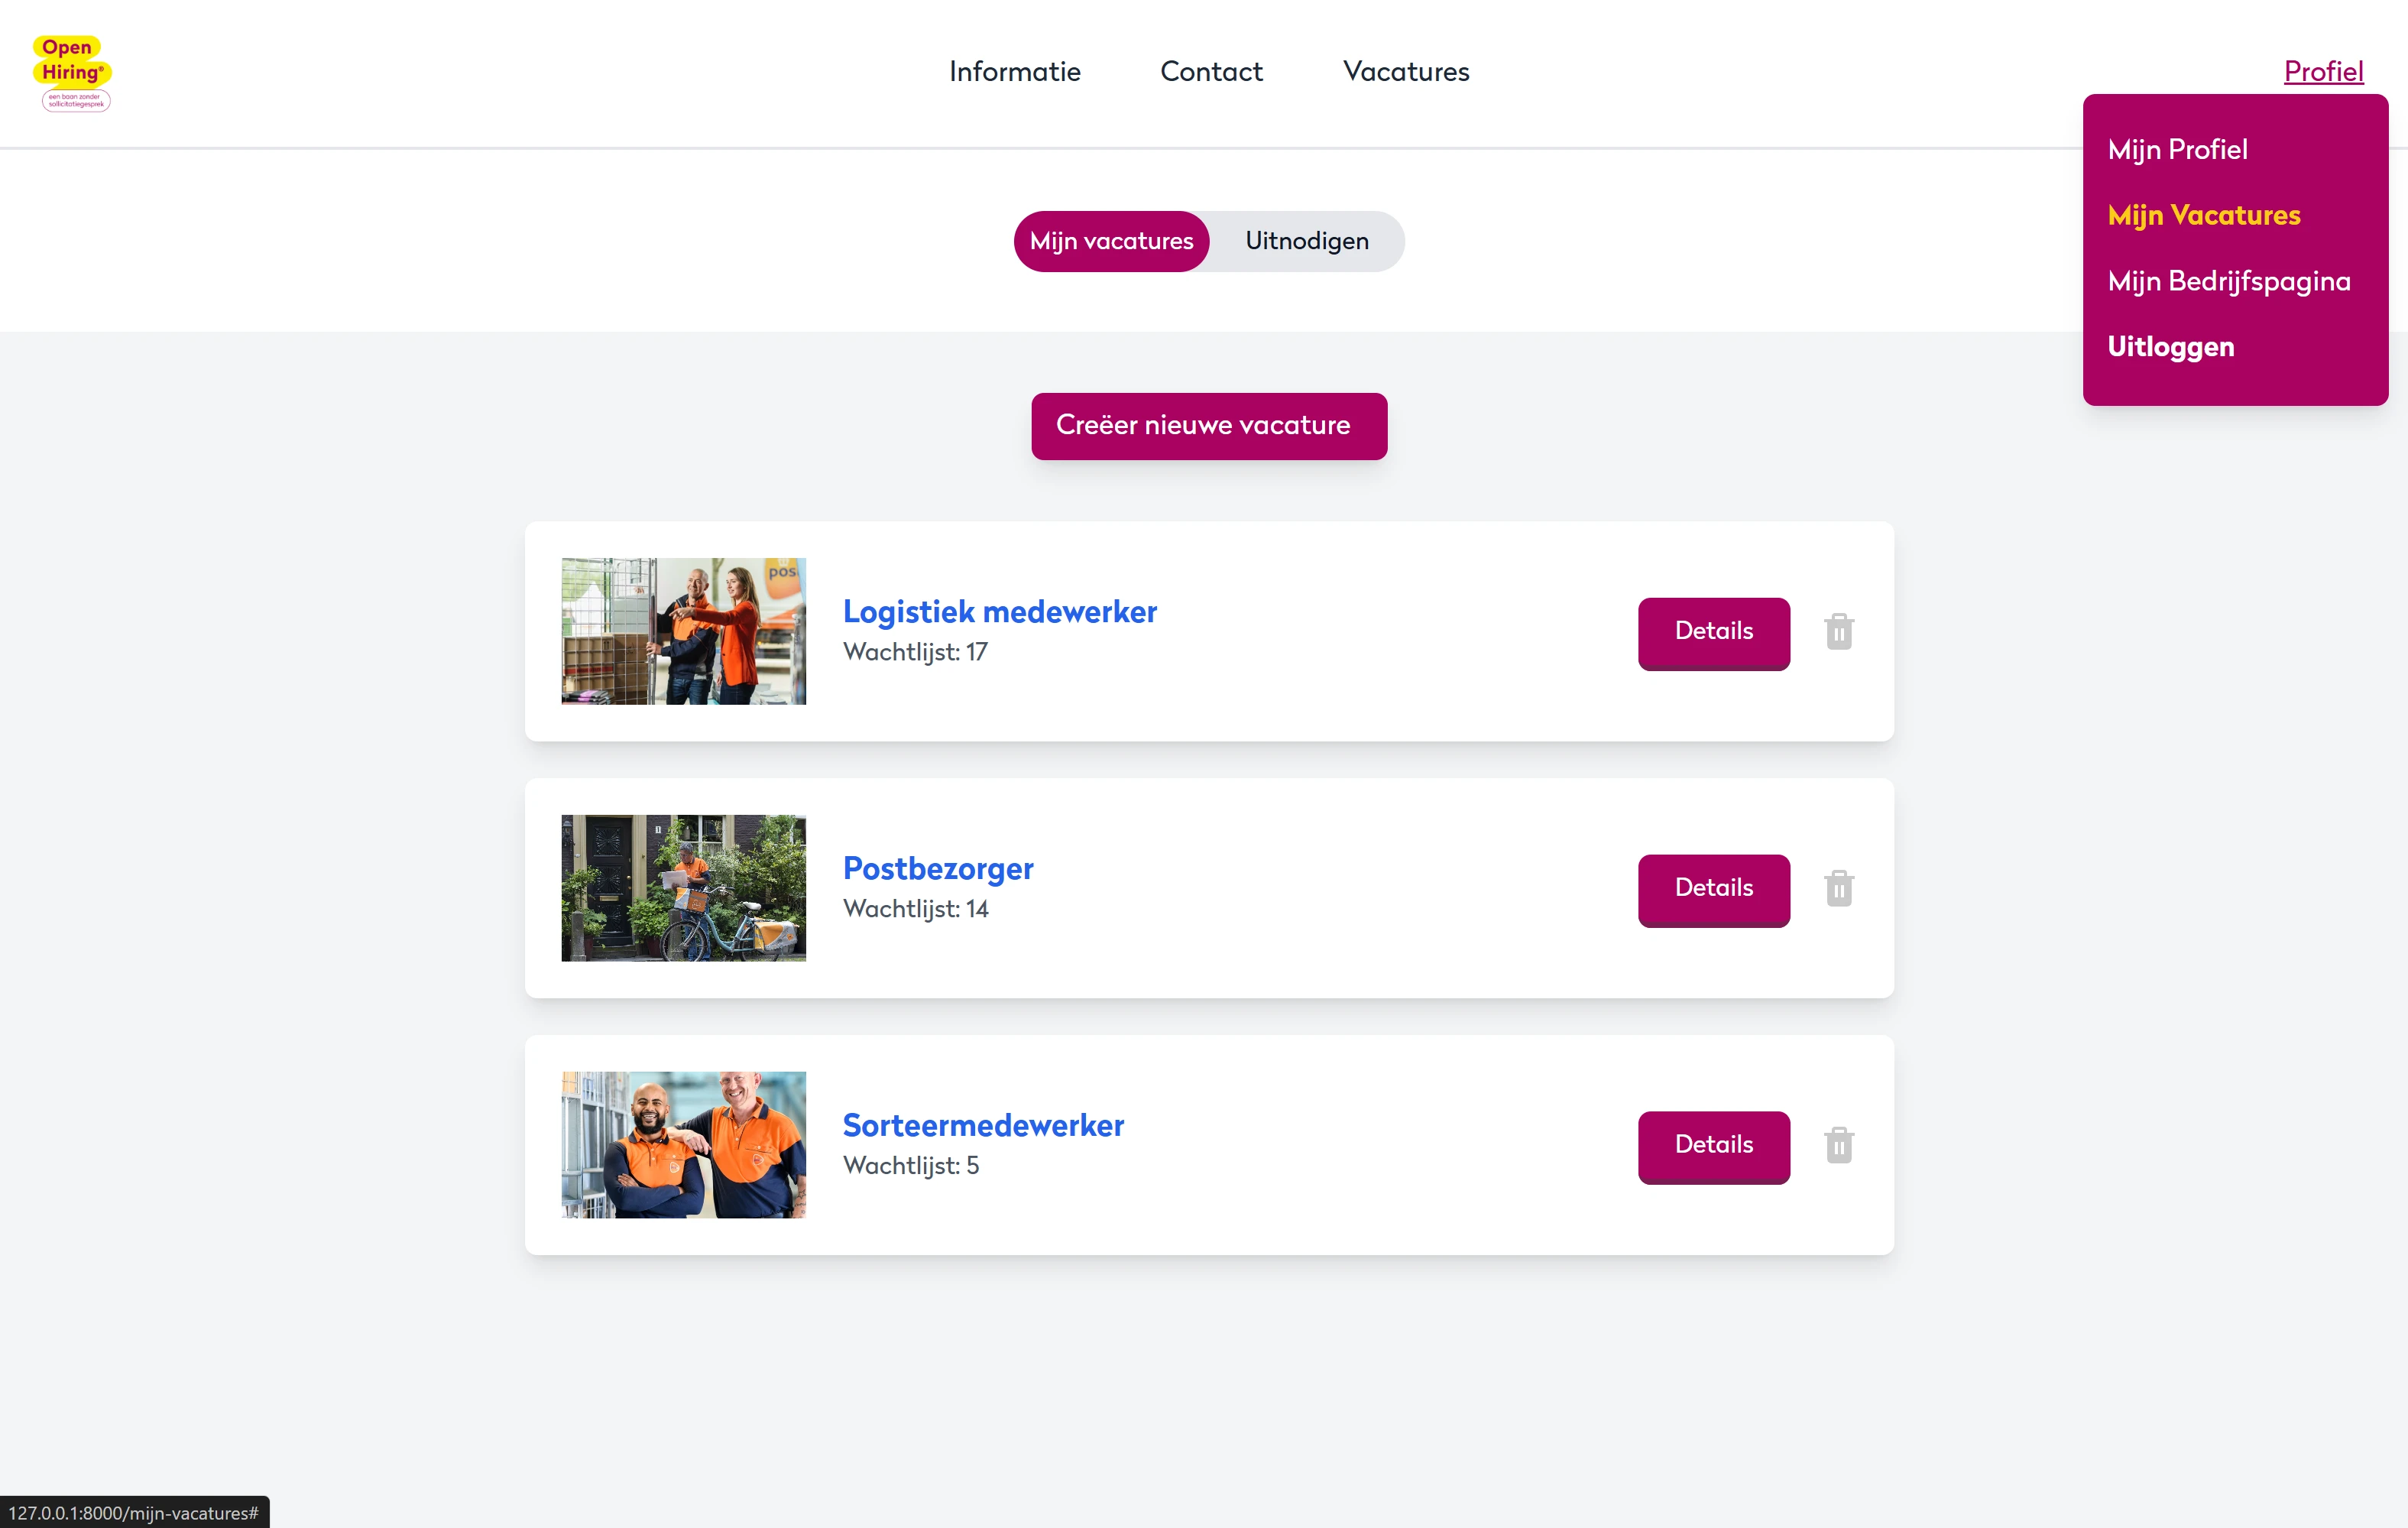 Open
Hiring®
een baan zonder
sollicitatiegesprek
Informatie
Contact
Vacatures
Profiel
Mijn Profiel
Mijn Vacatures
Mijn Bedrijfspagina
Uitloggen
Mijn vacatures
Uitnodigen
Creëer nieuwe vacature
post
Logistiek medewerker
Wachtlijst: 17
Details
1
Postbezorger
Wachtlijst: 14
Details
Sorteermedewerker
Wachtlijst: 5
Details
127.0.0.1:8000/mijn-vacatures#